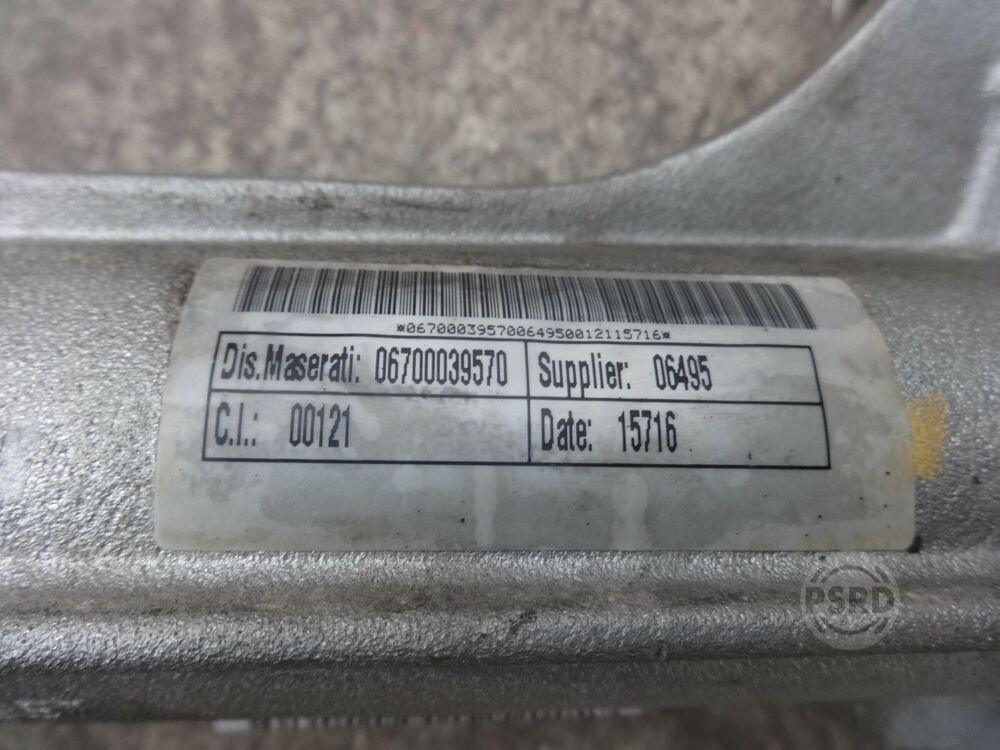 *06700039570064950012115716*
Dis.Maserati: 06700039570 Supplier: 06495
C.I.: 00121 Date: 15716
PSRD